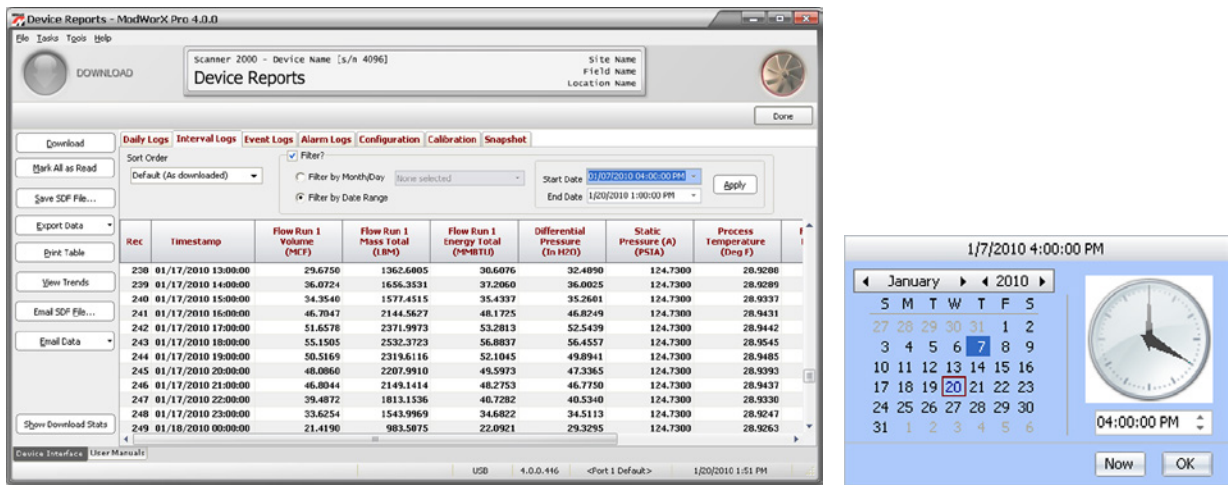 Device Reports - ModWorX Pro 4.0.0
File Tasks Tools Help
DOWNLOAD
Scanner 2000 - Device Name [s/n 4096]
Device Reports
Site Name
Field Name
Location Name
Done
Download
Mark All as Read
Save SDF File...
Export Data
Print Table
View Trends
Email SDF File...
Email Data
Show Download Stats
Daily Logs Interval Logs Event Logs Alarm Logs Configuration Calibration Snapshot
Sort Order
Default (As downloaded)
Filter?
Filter by Month/Day None selected
Filter by Date Range
Start Date 01/07/2010 04:00:00 PM
End Date 1/20/2010 1:00:00 PM
Apply
Rec Timestamp Flow Run 1 Volume (MCF) Flow Run 1 Mass Total (LBM) Flow Run 1 Energy Total (MMBTU) Differential Pressure (In H2O) Static Pressure (A) (PSIA) Process Temperature (Deg F)
238 01/17/2010 13:00:00 29.6750 1362.6005 30.6076 32.4890 124.7300 28.9288
239 01/17/2010 14:00:00 36.0724 1656.3531 37.2060 36.0025 124.7300 28.9289
240 01/17/2010 15:00:00 34.3540 1577.4515 35.4337 35.2601 124.7300 28.9337
241 01/17/2010 16:00:00 46.7047 2144.5627 48.1725 46.8249 124.7300 28.9431
242 01/17/2010 17:00:00 51.6578 2371.9973 53.2813 52.5439 124.7300 28.9442
243 01/17/2010 18:00:00 55.1505 2532.3723 56.8837 56.4557 124.7300 28.9545
244 01/17/2010 19:00:00 50.5169 2319.6116 52.1045 49.8941 124.7300 28.9485
245 01/17/2010 20:00:00 48.0860 2207.9910 49.5973 47.3365 124.7300 28.9393
246 01/17/2010 21:00:00 46.8044 2149.1414 48.2753 46.7750 124.7300 28.9437
247 01/17/2010 22:00:00 39.4872 1813.1536 40.7282 40.5340 124.7300 28.9330
248 01/17/2010 23:00:00 33.6254 1543.9969 34.6822 34.5113 124.7300 28.9247
249 01/18/2010 00:00:00 21.4190 983.5075 22.0921 29.3295 124.7300 28.9263
Device Interface User Manuals
USB 4.0.0.446 <Port 1 Default> 1/20/2010 1:51 PM
1/7/2010 4:00:00 PM
January 2010
S M T W T F S
27 28 29 30 31 1 2
3 4 5 6 7 8 9
10 11 12 13 14 15 16
17 18 19 20 21 22 23
24 25 26 27 28 29 30
31 1 2 3 4 5 6
04:00:00 PM
Now OK